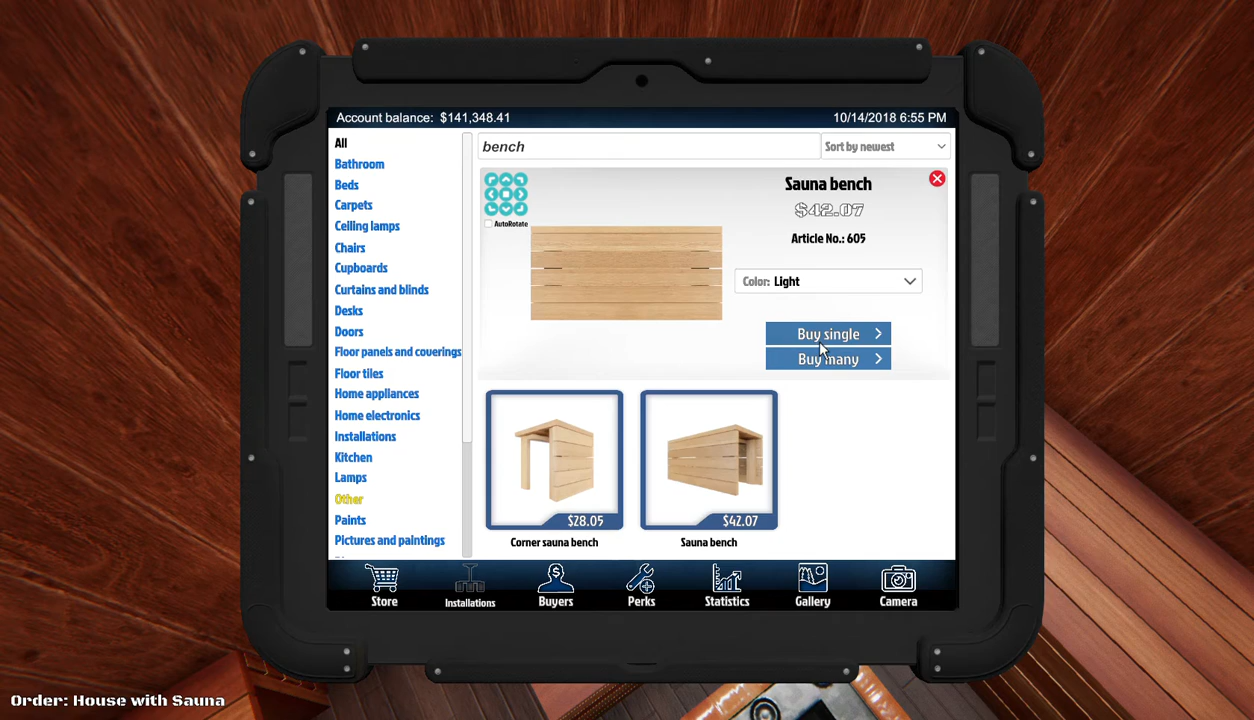 Account balance: $141,348.41
10/14/2018 6:55 PM
All
Bathroom
Beds
Carpets
Ceiling lamps
Chairs
Cupboards
Curtains and blinds
Desks
Doors
Floor panels and coverings
Floor tiles
Home appliances
Home electronics
Installations
Kitchen
Lamps
Other
Paints
Pictures and paintings
bench
Sort by newest
AutoRotate
Sauna bench
$42.07
Article No.: 605
Color: Light
Buy single
Buy many
$28.05
Corner sauna bench
$42.07
Sauna bench
Store
Installations
Buyers
Perks
Statistics
Gallery
Camera
Order: House with Sauna